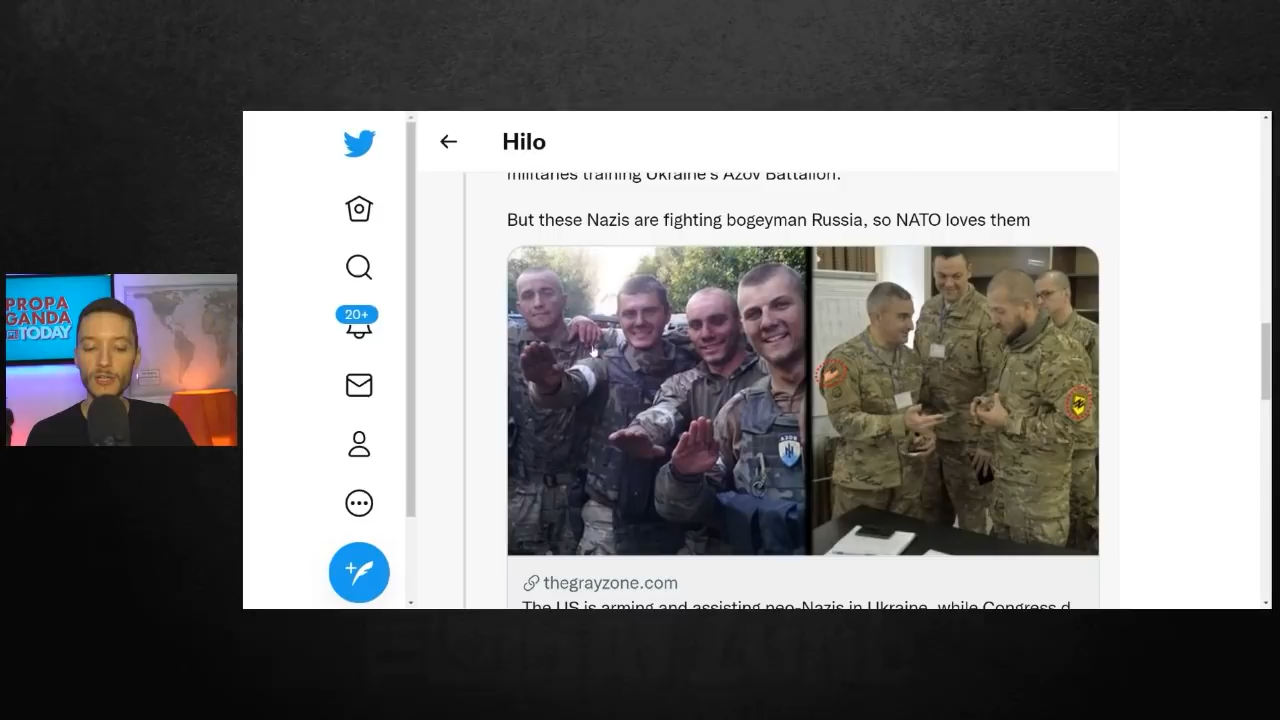 Hilo
militaries training Ukraine's Azov Battalion.
But these Nazis are fighting bogeyman Russia, so NATO loves them
20+
PROPA
GANDA
TODAY
AZOV
thegrayzone.com
The US is arming and assisting neo-Nazis in Ukraine, while Congress d